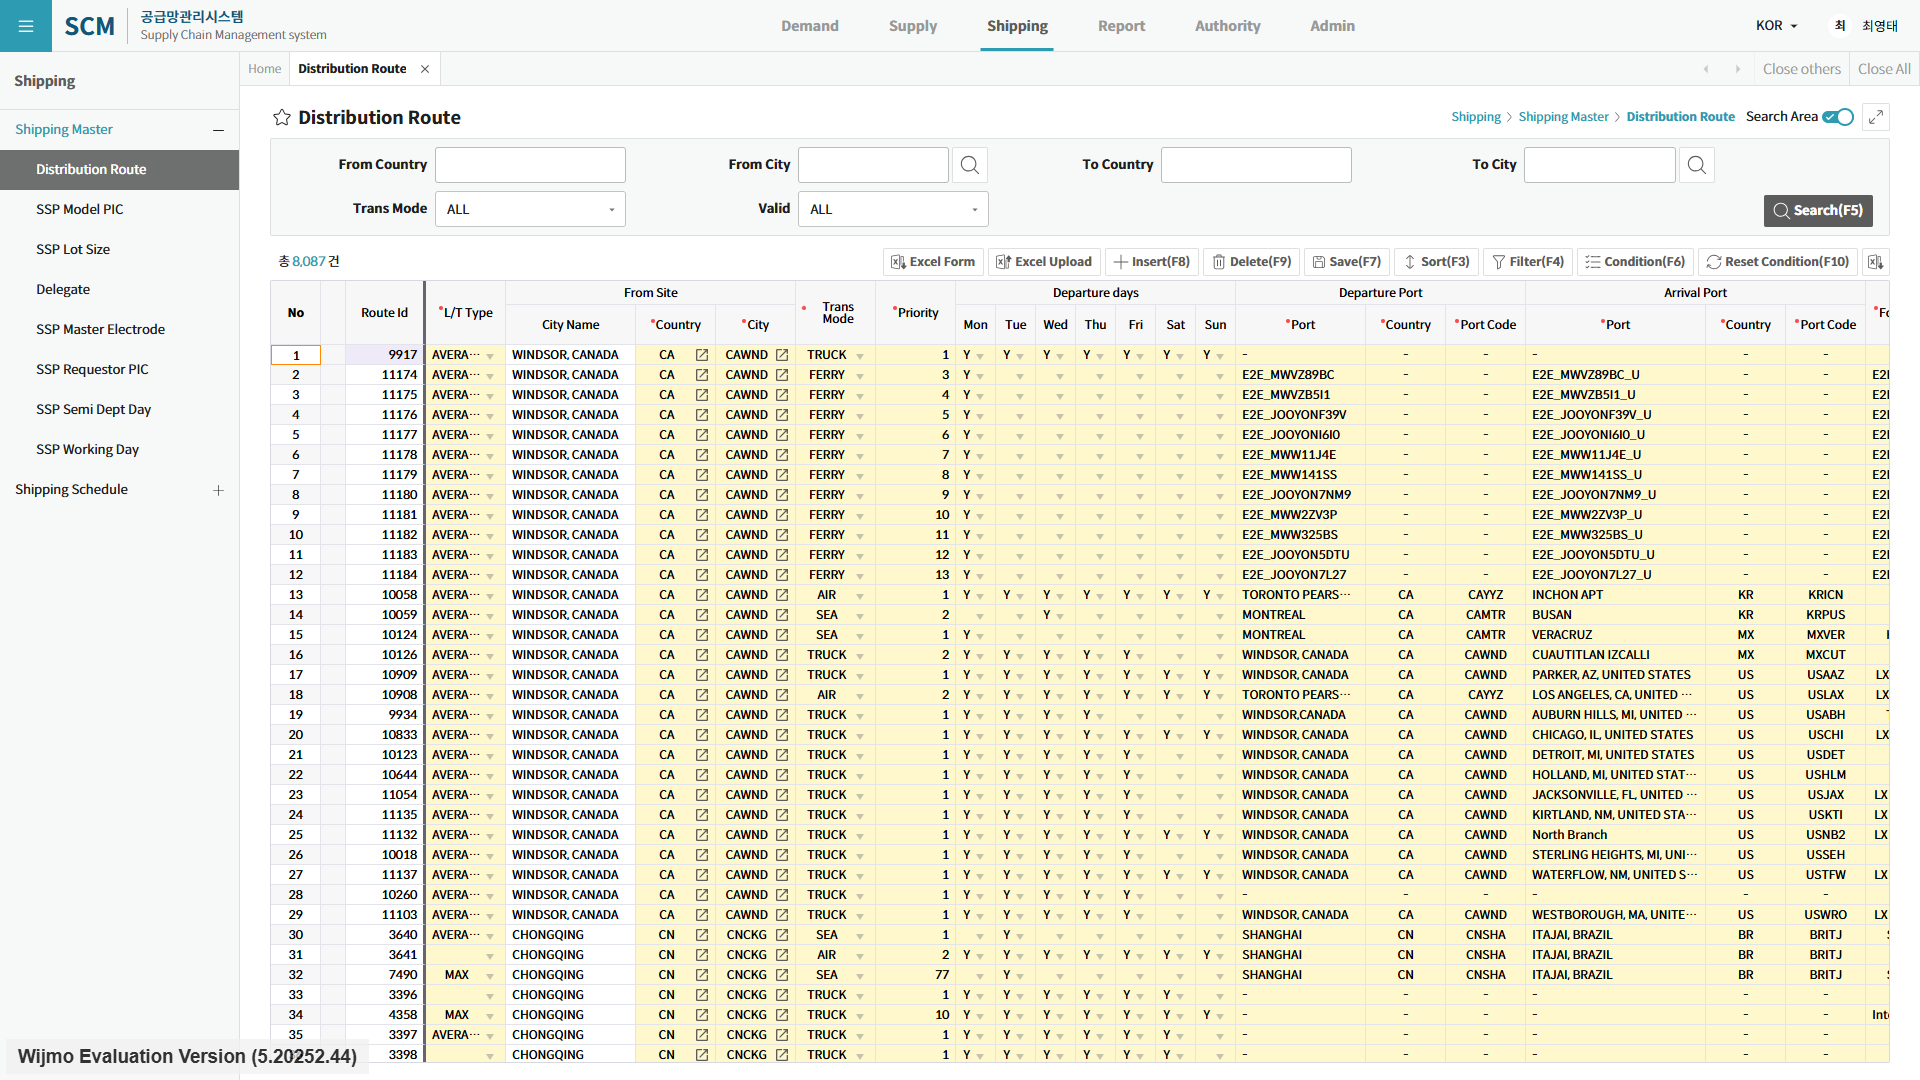 SCM
공급망관리시스템
Supply Chain Management system
Demand Supply Shipping Report Authority Admin
KOR 최 최영태
Shipping
Home Distribution Route Close others Close All
Shipping Master
Distribution Route
SSP Model PIC
SSP Lot Size
Delegate
SSP Master Electrode
SSP Requestor PIC
SSP Semi Dept Day
SSP Working Day
Shipping Schedule
Distribution Route
Shipping > Shipping Master > Distribution Route Search Area
From Country From City To Country To City
Trans Mode ALL Valid ALL Search(F5)
총 8,087 건
Excel Form Excel Upload Insert(F8) Delete(F9) Save(F7) Sort(F3) Filter(F4) Condition(F6) Reset Condition(F10)
No Route Id *L/T Type From Site *Trans Mode *Priority Departure days Departure Port Arrival Port
City Name *Country *City Mon Tue Wed Thu Fri Sat Sun *Port *Country *Port Code *Port *Country *Port Code
1 9917 AVERA··· WINDSOR, CANADA CA CAWND TRUCK 1 Y Y Y Y Y Y Y - - - - - -
2 11174 AVERA··· WINDSOR, CANADA CA CAWND FERRY 3 Y E2E_MWVZ89BC - - E2E_MWVZ89BC_U - -
3 11175 AVERA··· WINDSOR, CANADA CA CAWND FERRY 4 Y E2E_MWVZB5I1 - - E2E_MWVZB5I1_U - -
4 11176 AVERA··· WINDSOR, CANADA CA CAWND FERRY 5 Y E2E_JOOYONF39V - - E2E_JOOYONF39V_U - -
5 11177 AVERA··· WINDSOR, CANADA CA CAWND FERRY 6 Y E2E_JOOYONI6I0 - - E2E_JOOYONI6I0_U - -
6 11178 AVERA··· WINDSOR, CANADA CA CAWND FERRY 7 Y E2E_MWW11J4E - - E2E_MWW11J4E_U - -
7 11179 AVERA··· WINDSOR, CANADA CA CAWND FERRY 8 Y E2E_MWW141SS - - E2E_MWW141SS_U - -
8 11180 AVERA··· WINDSOR, CANADA CA CAWND FERRY 9 Y E2E_JOOYON7NM9 - - E2E_JOOYON7NM9_U - -
9 11181 AVERA··· WINDSOR, CANADA CA CAWND FERRY 10 Y E2E_MWW2ZV3P - - E2E_MWW2ZV3P_U - -
10 11182 AVERA··· WINDSOR, CANADA CA CAWND FERRY 11 Y E2E_MWW325BS - - E2E_MWW325BS_U - -
11 11183 AVERA··· WINDSOR, CANADA CA CAWND FERRY 12 Y E2E_JOOYON5DTU - - E2E_JOOYON5DTU_U - -
12 11184 AVERA··· WINDSOR, CANADA CA CAWND FERRY 13 Y E2E_JOOYON7L27 - - E2E_JOOYON7L27_U - -
13 10058 AVERA··· WINDSOR, CANADA CA CAWND AIR 1 Y Y Y Y Y Y Y TORONTO PEARS··· CA CAYYZ INCHON APT KR KRICN
14 10059 AVERA··· WINDSOR, CANADA CA CAWND SEA 2 Y MONTREAL CA CAMTR BUSAN KR KRPUS
15 10124 AVERA··· WINDSOR, CANADA CA CAWND SEA 1 Y MONTREAL CA CAMTR VERACRUZ MX MXVER
16 10126 AVERA··· WINDSOR, CANADA CA CAWND TRUCK 2 Y Y Y Y Y WINDSOR, CANADA CA CAWND CUAUTITLAN IZCALLI MX MXCUT
17 10909 AVERA··· WINDSOR, CANADA CA CAWND TRUCK 1 Y Y Y Y Y Y Y WINDSOR, CANADA CA CAWND PARKER, AZ, UNITED STATES US USAAZ LX
18 10908 AVERA··· WINDSOR, CANADA CA CAWND AIR 2 Y Y Y Y Y Y Y TORONTO PEARS··· CA CAYYZ LOS ANGELES, CA, UNITED ··· US USLAX LX
19 9934 AVERA··· WINDSOR, CANADA CA CAWND TRUCK 1 Y Y Y Y WINDSOR,CANADA CA CAWND AUBURN HILLS, MI, UNITED ··· US USABH
20 10833 AVERA··· WINDSOR, CANADA CA CAWND TRUCK 1 Y Y Y Y Y Y Y WINDSOR, CANADA CA CAWND CHICAGO, IL, UNITED STATES US USCHI LX
21 10123 AVERA··· WINDSOR, CANADA CA CAWND TRUCK 1 Y Y Y Y Y WINDSOR, CANADA CA CAWND DETROIT, MI, UNITED STATES US USDET
22 10644 AVERA··· WINDSOR, CANADA CA CAWND TRUCK 1 Y Y Y Y Y WINDSOR, CANADA CA CAWND HOLLAND, MI, UNITED STAT··· US USHLM
23 11054 AVERA··· WINDSOR, CANADA CA CAWND TRUCK 1 Y Y Y Y Y WINDSOR, CANADA CA CAWND JACKSONVILLE, FL, UNITED ··· US USJAX LX
24 11135 AVERA··· WINDSOR, CANADA CA CAWND TRUCK 1 Y Y Y Y Y WINDSOR, CANADA CA CAWND KIRTLAND, NM, UNITED STA··· US USKTI LX
25 11132 AVERA··· WINDSOR, CANADA CA CAWND TRUCK 1 Y Y Y Y Y Y Y WINDSOR, CANADA CA CAWND North Branch US USNB2 LX
26 10018 AVERA··· WINDSOR, CANADA CA CAWND TRUCK 1 Y Y Y Y Y WINDSOR, CANADA CA CAWND STERLING HEIGHTS, MI, UNI··· US USSEH
27 11137 AVERA··· WINDSOR, CANADA CA CAWND TRUCK 1 Y Y Y Y Y Y Y WINDSOR, CANADA CA CAWND WATERFLOW, NM, UNITED S··· US USTFW LX
28 10260 AVERA··· WINDSOR, CANADA CA CAWND TRUCK 1 Y Y Y Y Y - - - - - -
29 11103 AVERA··· WINDSOR, CANADA CA CAWND TRUCK 1 Y Y Y Y Y WINDSOR, CANADA CA CAWND WESTBOROUGH, MA, UNITE··· US USWRO LX
30 3640 AVERA··· CHONGQING CN CNCKG SEA 1 Y SHANGHAI CN CNSHA ITAJAI, BRAZIL BR BRITJ
31 3641 CHONGQING CN CNCKG AIR 2 Y Y Y Y Y Y Y SHANGHAI CN CNSHA ITAJAI, BRAZIL BR BRITJ
32 7490 MAX CHONGQING CN CNCKG SEA 77 Y SHANGHAI CN CNSHA ITAJAI, BRAZIL BR BRITJ
33 3396 CHONGQING CN CNCKG TRUCK 1 Y Y Y Y Y Y - - - - - -
34 4358 MAX CHONGQING CN CNCKG TRUCK 10 Y Y Y Y Y Y Y - - - - - -
35 3397 AVERA··· CHONGQING CN CNCKG TRUCK 1 Y Y Y Y Y Y - - - - - -
3398 CHONGQING CN CNCKG TRUCK 1 Y Y Y Y Y Y - - - - - -
Wijmo Evaluation Version (5.20252.44)